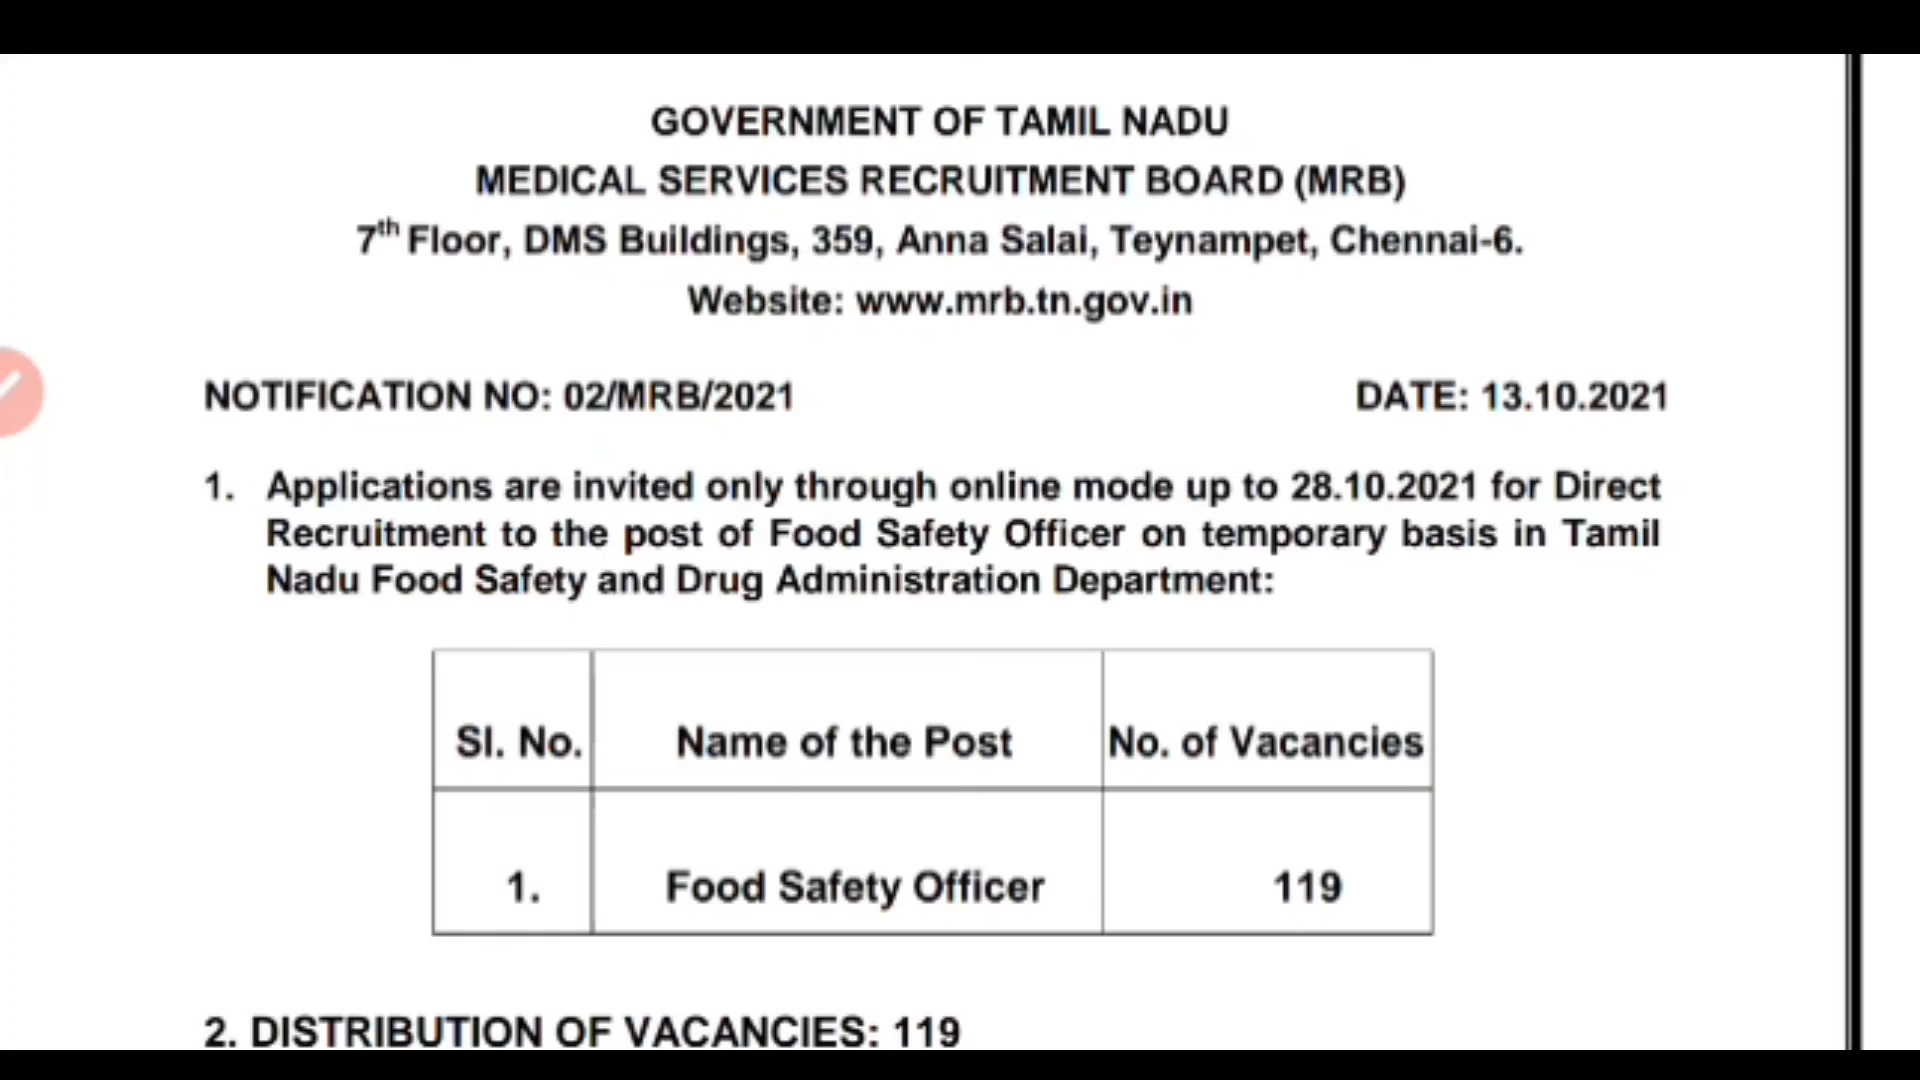 GOVERNMENT OF TAMIL NADU
MEDICAL SERVICES RECRUITMENT BOARD (MRB)
7th Floor, DMS Buildings, 359, Anna Salai, Teynampet, Chennai-6.
Website: www.mrb.tn.gov.in
NOTIFICATION NO: 02/MRB/2021 DATE: 13.10.2021
1. Applications are invited only through online mode up to 28.10.2021 for Direct
Recruitment to the post of Food Safety Officer on temporary basis in Tamil
Nadu Food Safety and Drug Administration Department:
Sl. No. Name of the Post No. of Vacancies
1. Food Safety Officer 119
2. DISTRIBUTION OF VACANCIES: 119